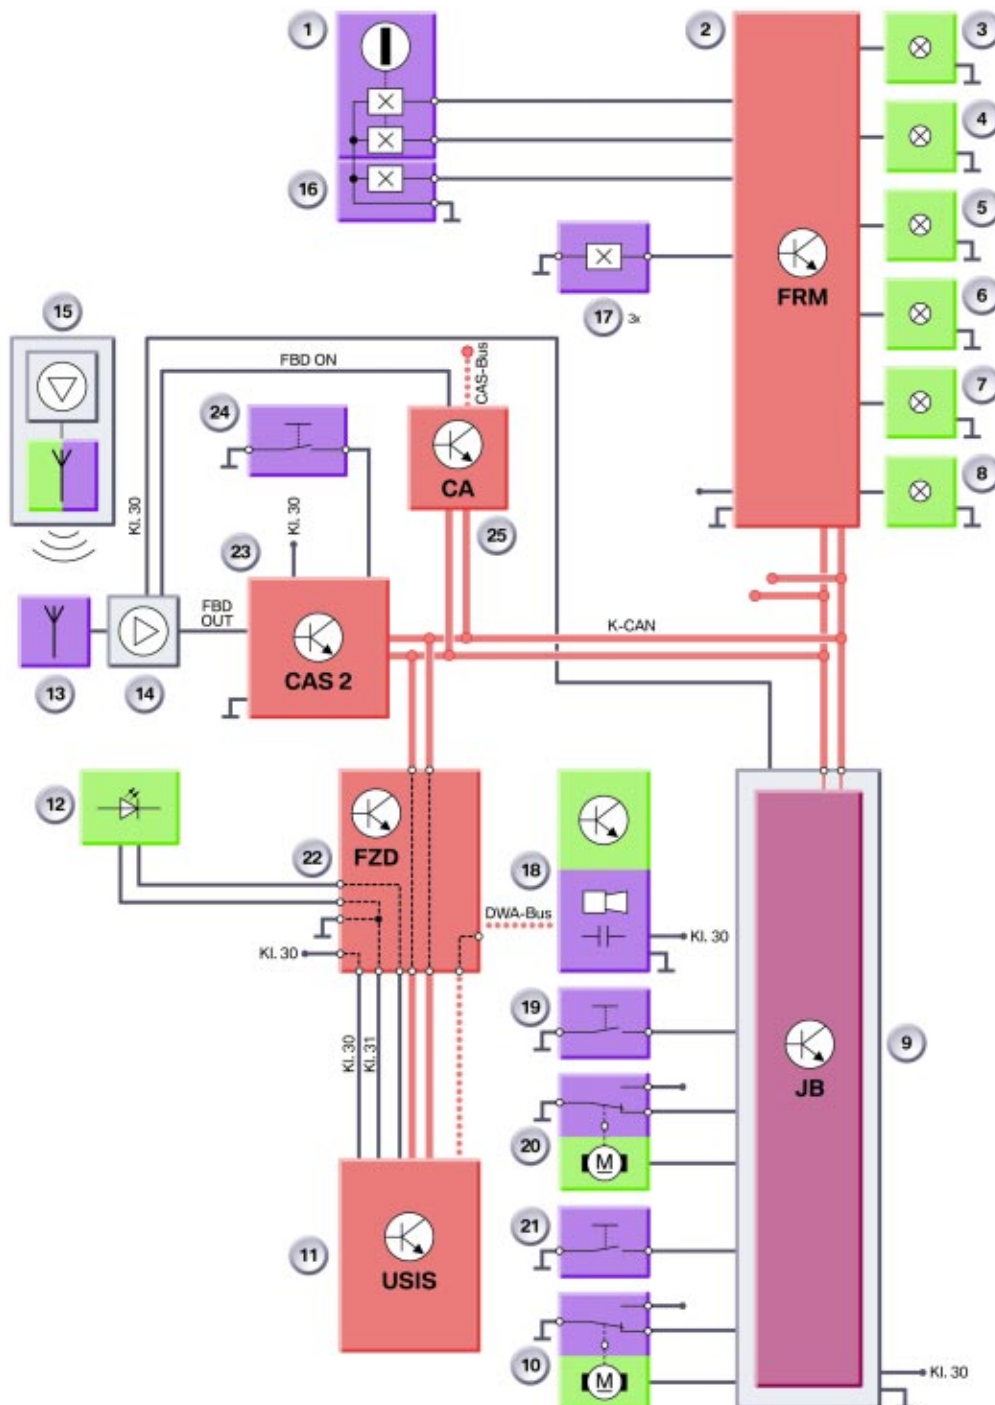 1
2
3
4
16
5
FRM
17 3x
6
15
FBD ON
CAS-Bus
24
7
CA
Kl. 30
Kl. 30
25
8
23
FBD
OUT
K-CAN
CAS 2
13
14
12
FZD
22
18
DWA-Bus
Kl. 30
Kl. 30
19
Kl. 30
Kl. 31
JB
9
20
21
11
USIS
10
Kl. 30